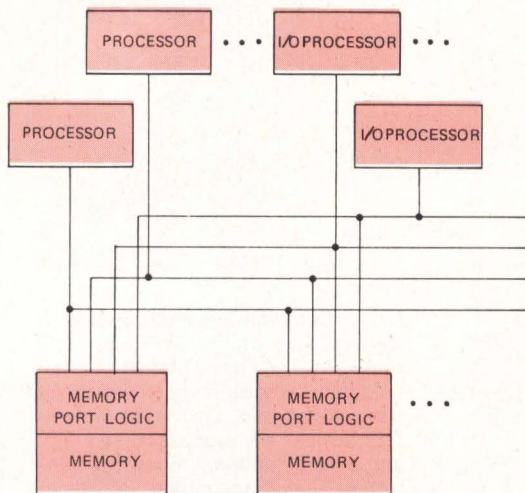 PROCESSOR • • • I/O PROCESSOR • • •
PROCESSOR
I/O PROCESSOR
MEMORY
PORT LOGIC
MEMORY
MEMORY
PORT LOGIC
MEMORY
• • •